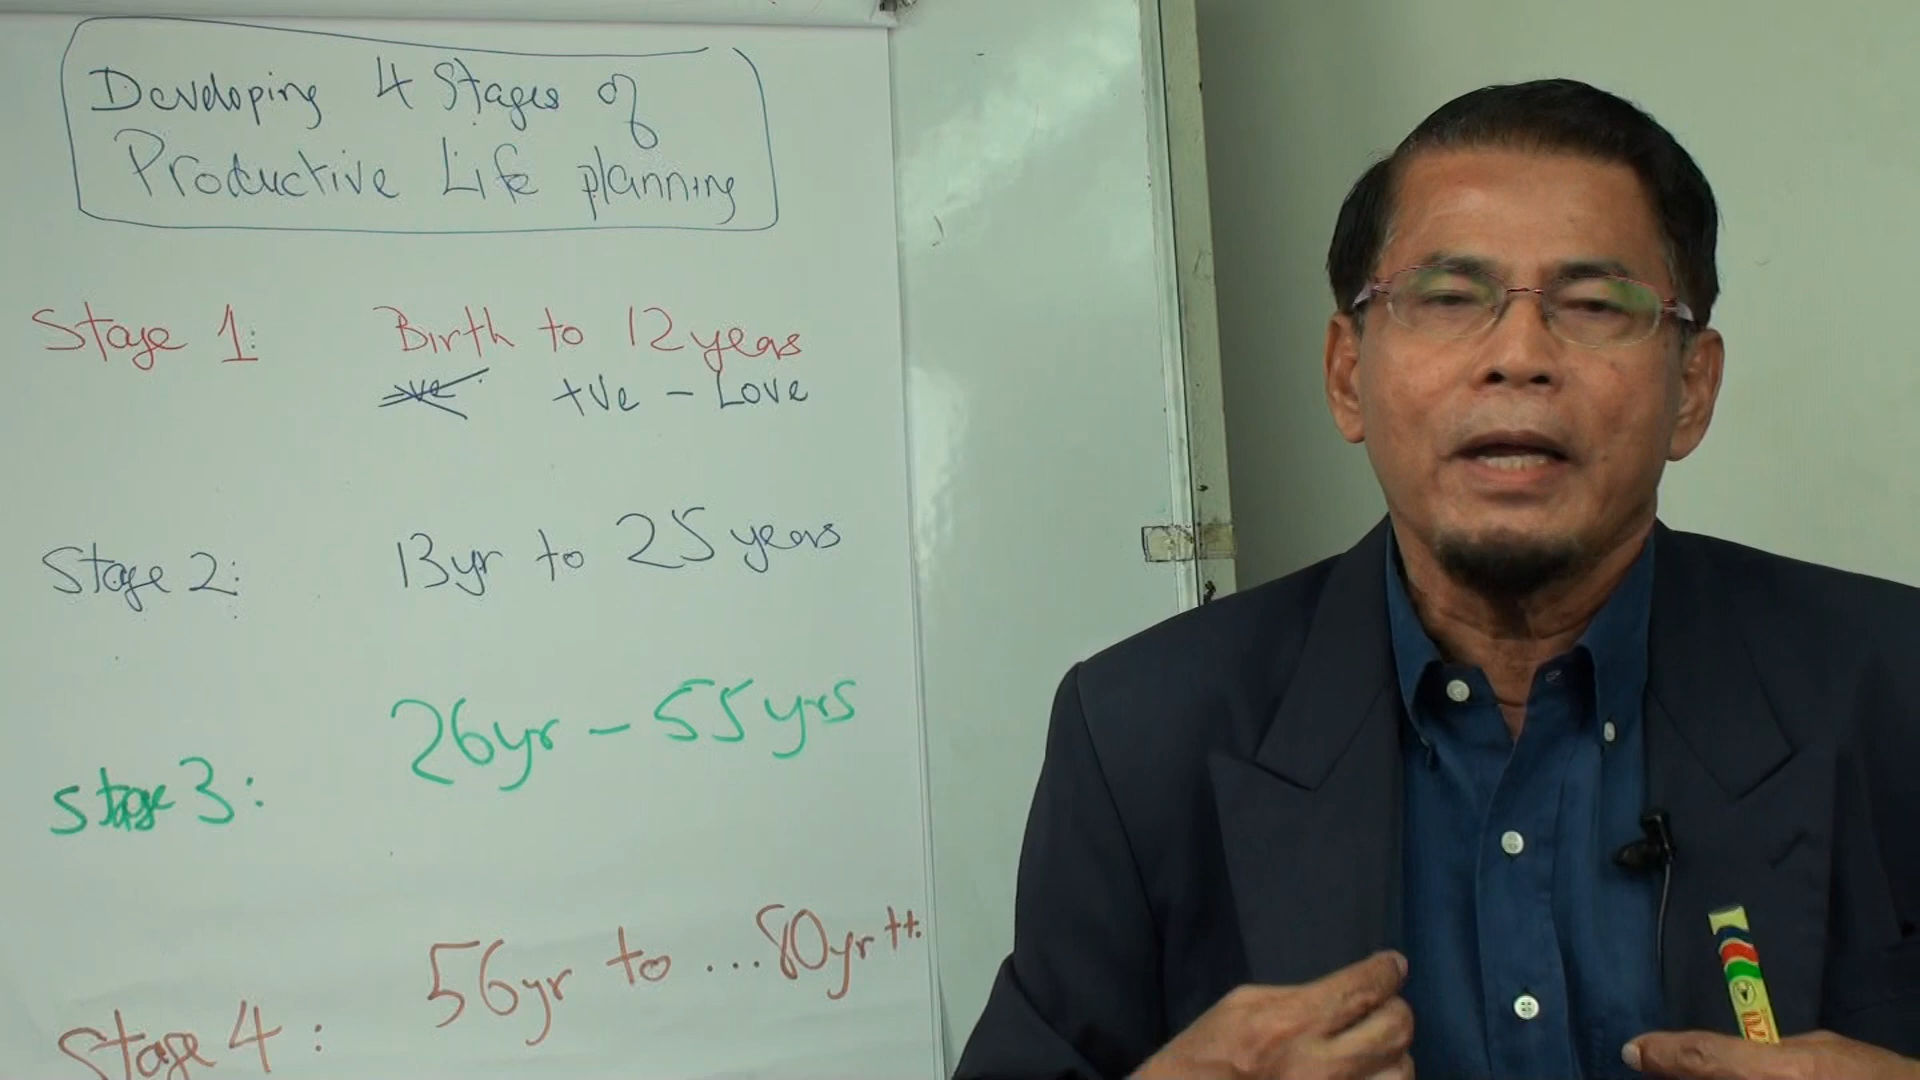 Developing 4 Stages of
Productive Life planning
Stage 1: Birth to 12 years
-ve +ve - Love
Stage 2: 13yr to 25 years
Stage 3: 26yr - 55yrs
Stage 4: 56yr to ...80yr ++